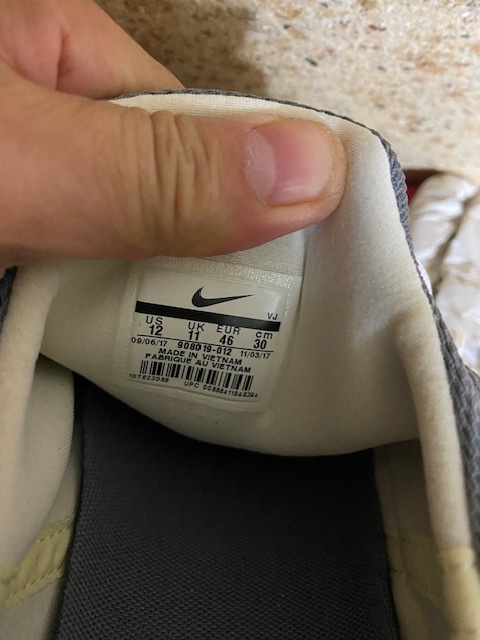 VJ
US UK EUR cm
12 11 46 30
09/06/17 908019-012 11/03/17
MADE IN VIETNAM
FABRIQUE AU VIETNAM
UPC